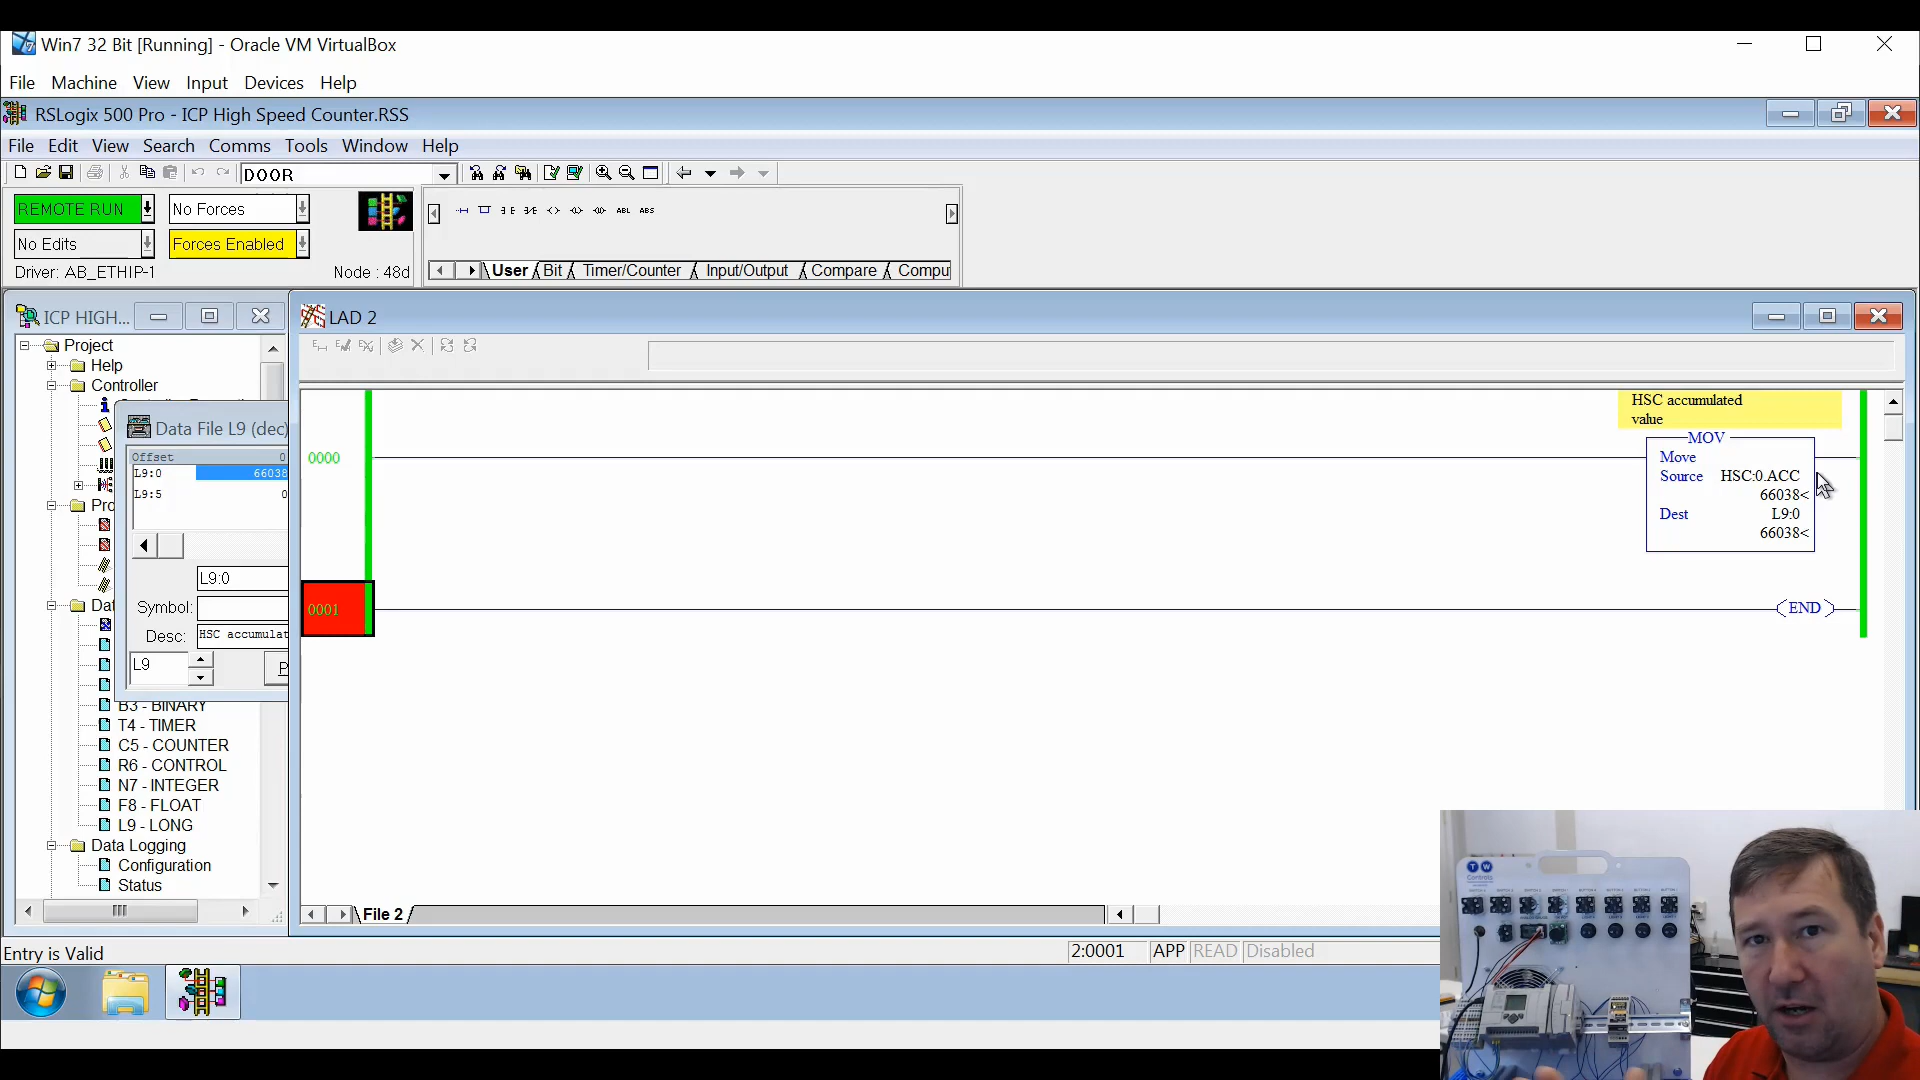 Win7 32 Bit [Running] - Oracle VM VirtualBox
File Machine View Input Devices Help
RSLogix 500 Pro - ICP High Speed Counter.RSS
File Edit View Search Comms Tools Window Help
DOOR
REMOTE RUN No Forces
No Edits Forces Enabled
Driver: AB_ETHIP-1 Node : 48d
ABL ABS
User Bit Timer/Counter Input/Output Compare Compu
ICP HIGH...
LAD 2
Project
Help
Controller
Data File L9 (dec)
Offset 0
L9:0 66038
L9:5 0
Pro
L9:0
Dat
Symbol:
Desc: HSC accumulat
L9 P
B3 - BINARY
T4 - TIMER
C5 - COUNTER
R6 - CONTROL
N7 - INTEGER
F8 - FLOAT
L9 - LONG
Data Logging
Configuration
Status
HSC accumulated
value
MOV
0000
Move
Source HSC:0.ACC
66038<
Dest L9:0
66038<
0001
END
File 2
Entry is Valid
2:0001 APP READ Disabled
T W
Controls